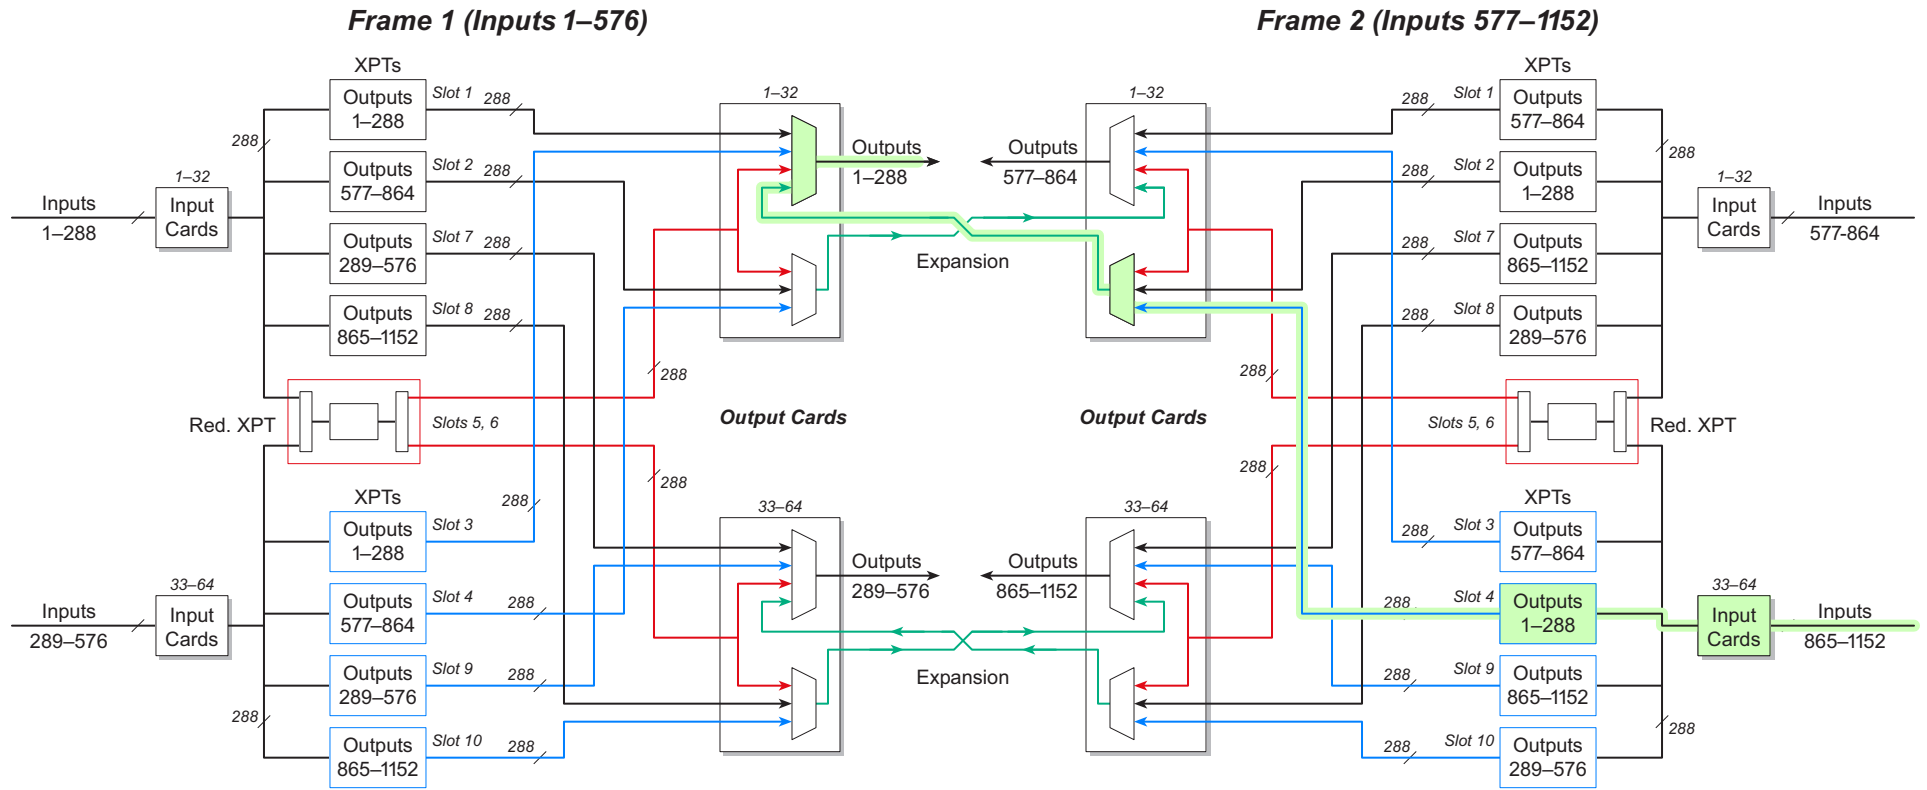 Frame 1 (Inputs 1–576)
Frame 2 (Inputs 577–1152)
XPTs
Outputs
1–288
Slot 1
288
Outputs
577–864
Slot 2
288
Outputs
289–576
Slot 7
288
Outputs
865–1152
Slot 8
288
288
1–32
Input
Cards
Inputs
1–288
Red. XPT
Slots 5, 6
288
288
XPTs
Outputs
1–288
Slot 3
288
Outputs
577–864
Slot 4
288
Outputs
289–576
Slot 9
288
Outputs
865–1152
Slot 10
288
288
33–64
Input
Cards
Inputs
289–576
1–32
Outputs
1–288
Expansion
Output Cards
33–64
Outputs
289–576
Expansion
1–32
Outputs
577–864
Output Cards
33–64
Outputs
865–1152
XPTs
288
Slot 1
Outputs
577–864
288
Slot 2
Outputs
1–288
288
Slot 7
Outputs
865–1152
288
Slot 8
Outputs
289–576
288
1–32
Input
Cards
Inputs
577-864
288
288
Slots 5, 6
Red. XPT
XPTs
288
Slot 3
Outputs
577–864
288
Slot 4
Outputs
1–288
288
Slot 9
Outputs
865–1152
288
Slot 10
Outputs
289–576
288
33–64
Input
Cards
Inputs
865–1152